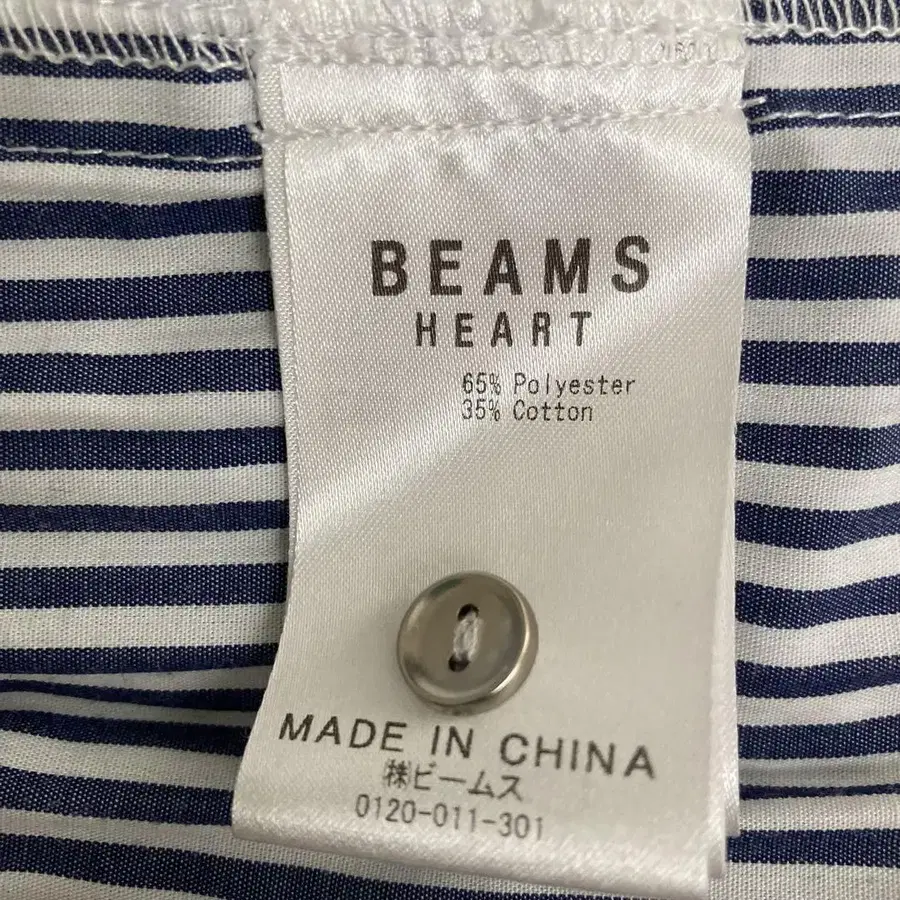 BEAMS
HEART
65% Polyester
35% Cotton
MADE IN CHINA
㈱ビームス
0120-011-301